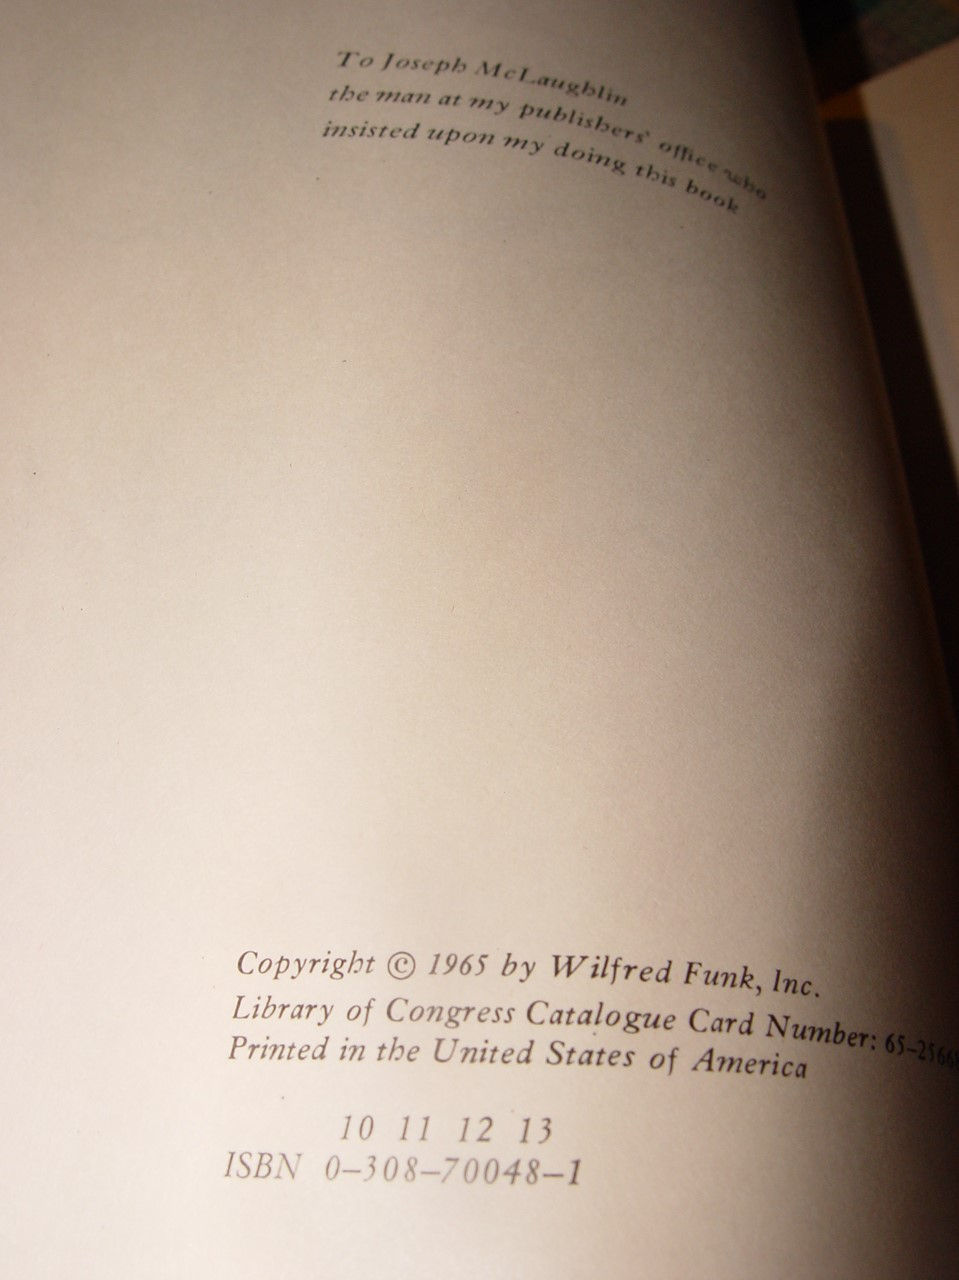 To Joseph McLaughlin
the man at my publishers' office who
insisted upon my doing this book
Copyright © 1965 by Wilfred Funk, Inc.
Library of Congress Catalogue Card Number:
Printed in the United States of America
10 11 12 13
ISBN 0-308-70048-1